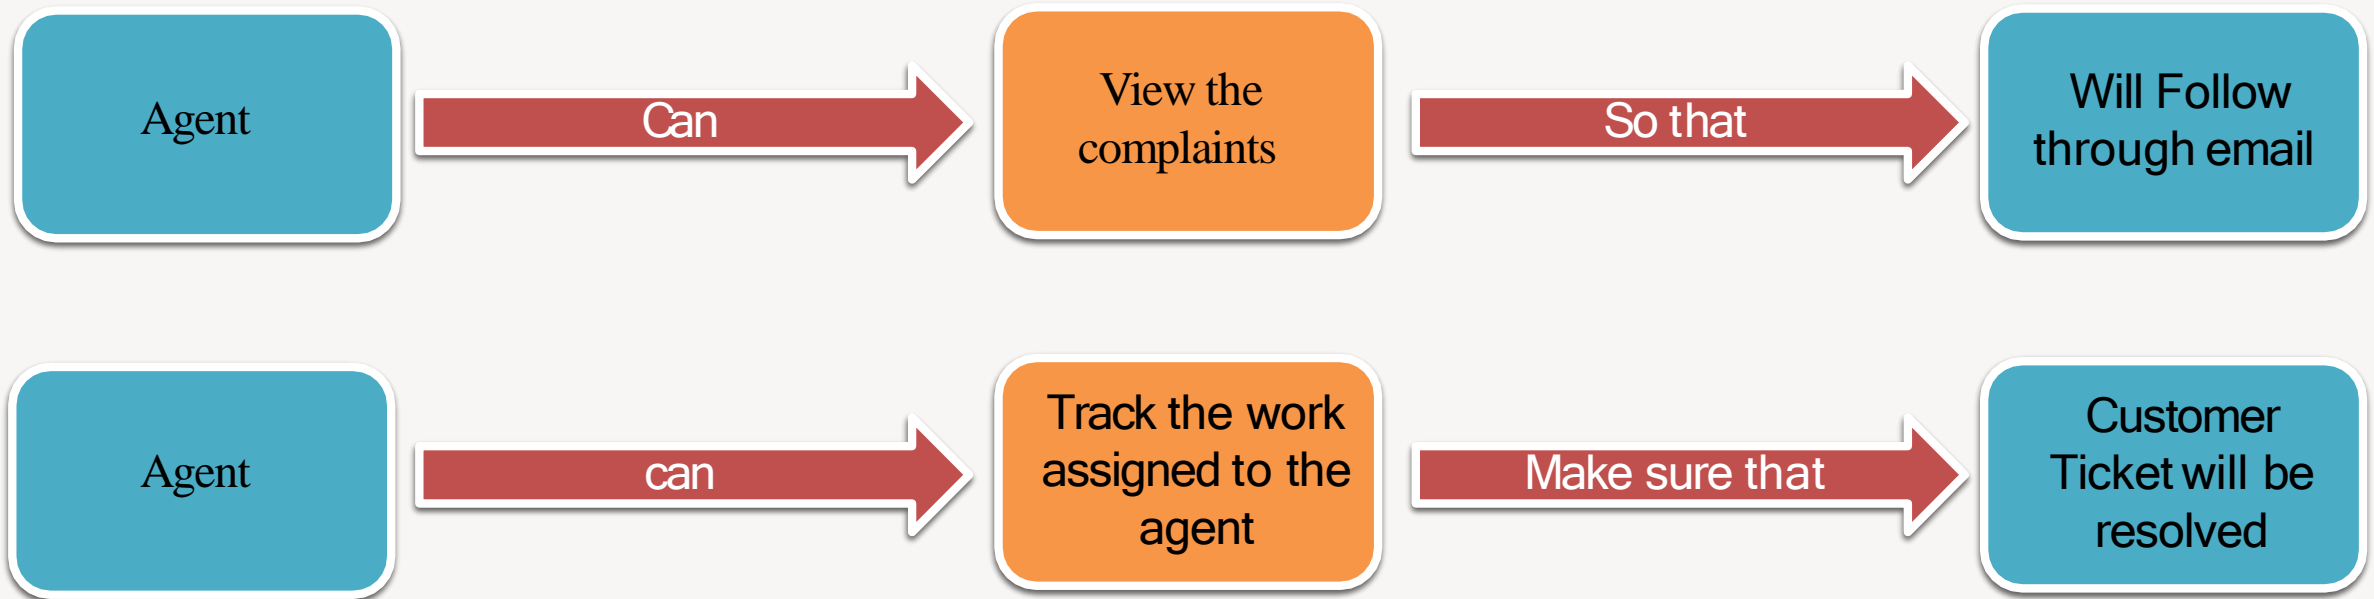 Agent
Can
View the
complaints
So that
Will Follow
through email
Agent
can
Track the work
assigned to the
agent
Make sure that
Customer
Ticket will be
resolved